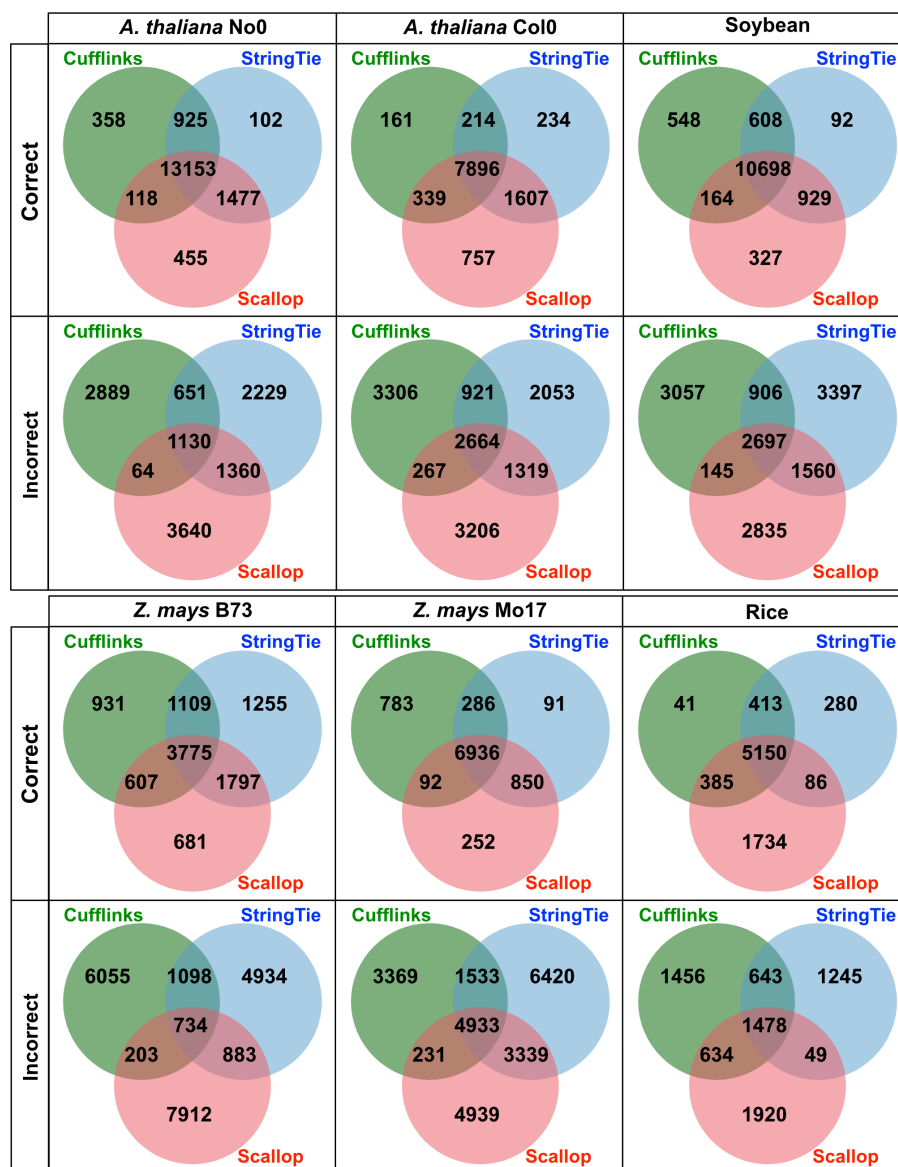 A. thaliana No0 A. thaliana Col0 Soybean
Correct
Cufflinks StringTie Cufflinks StringTie Cufflinks StringTie
358 925 102 161 214 234 548 608 92
13153 7896 10698
118 1477 339 1607 164 929
455 757 327
Scallop Scallop Scallop
Incorrect
Cufflinks StringTie Cufflinks StringTie Cufflinks StringTie
2889 651 2229 3306 921 2053 3057 906 3397
1130 2664 2697
64 1360 267 1319 145 1560
3640 3206 2835
Scallop Scallop Scallop
Z. mays B73 Z. mays Mo17 Rice
Correct
Cufflinks StringTie Cufflinks StringTie Cufflinks StringTie
931 1109 1255 783 286 91 41 413 280
3775 6936 5150
607 1797 92 850 385 86
681 252 1734
Scallop Scallop Scallop
Incorrect
Cufflinks StringTie Cufflinks StringTie Cufflinks StringTie
6055 1098 4934 3369 1533 6420 1456 643 1245
734 4933 1478
203 883 231 3339 634 49
7912 4939 1920
Scallop Scallop Scallop